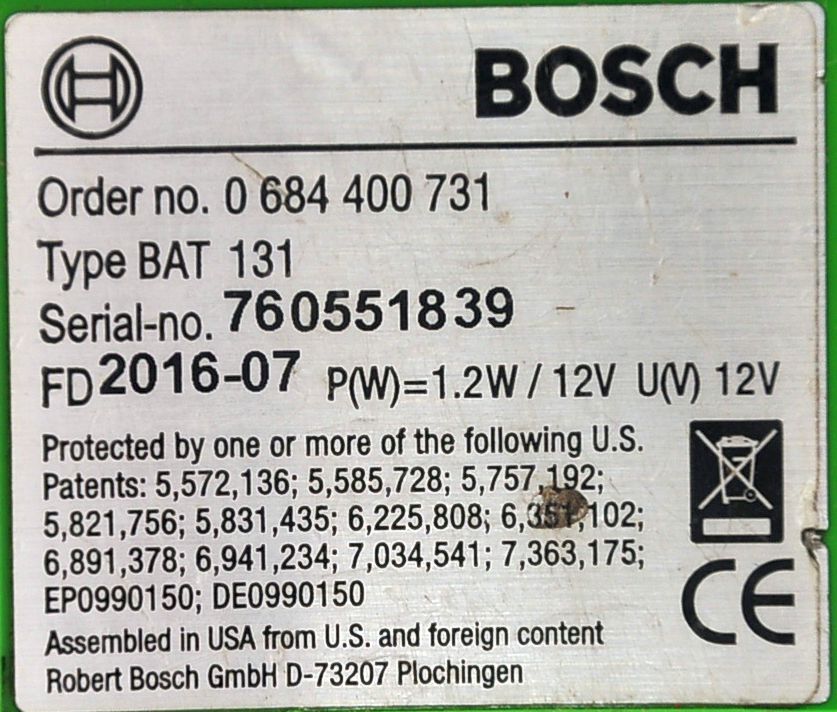 BOSCH
Order no. 0 684 400 731
Type BAT 131
Serial-no. 760551839
FD 2016-07 P(W)=1.2W / 12V U(V) 12V
Protected by one or more of the following U.S.
Patents: 5,572,136; 5,585,728; 5,757,192;
5,821,756; 5,831,435; 6,225,808; 6,351,102;
6,891,378; 6,941,234; 7,034,541; 7,363,175;
EP0990150; DE0990150
CE
Assembled in USA from U.S. and foreign content
Robert Bosch GmbH D-73207 Plochingen